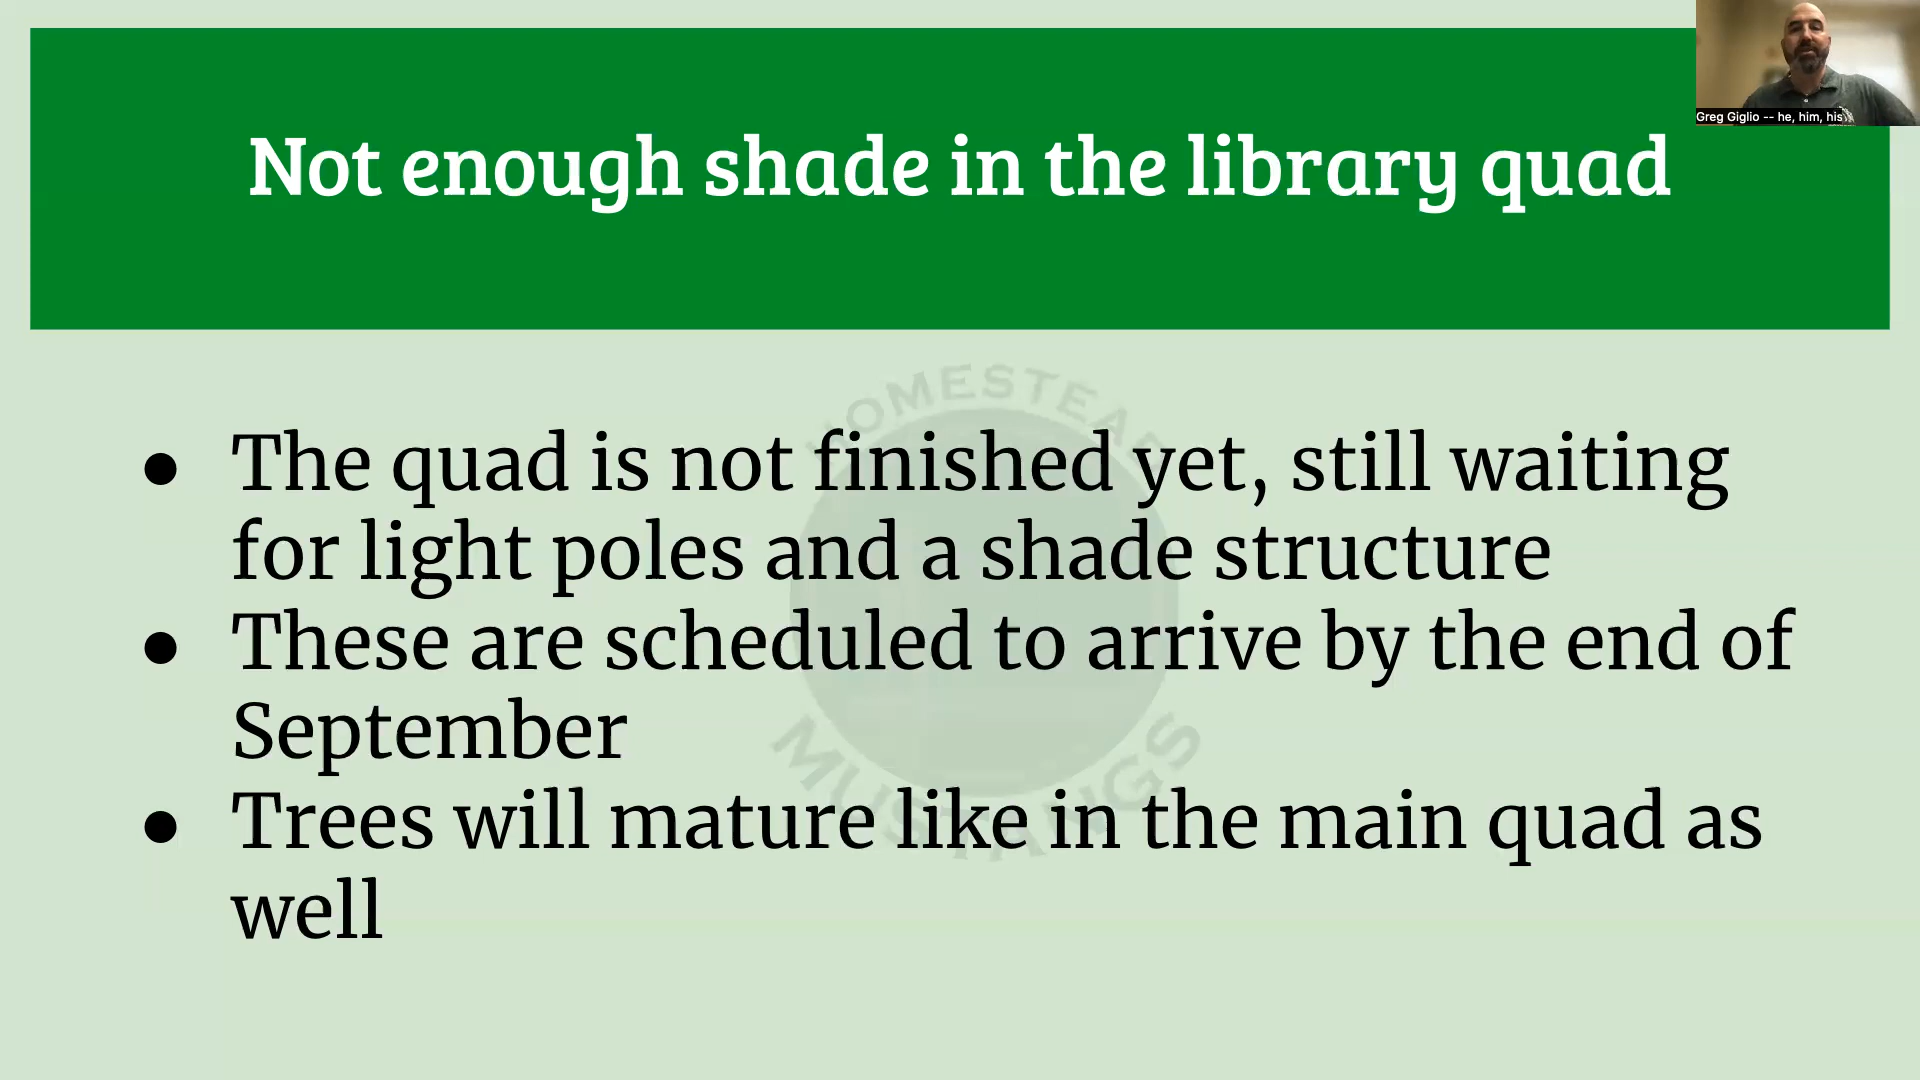 Greg Giglio -- he, him, his
Not enough shade in the library quad
HOMESTEAD
● The quad is not finished yet, still waiting
for light poles and a shade structure
● These are scheduled to arrive by the end of
September
● Trees will mature like in the main quad as
well
MUSTANGS